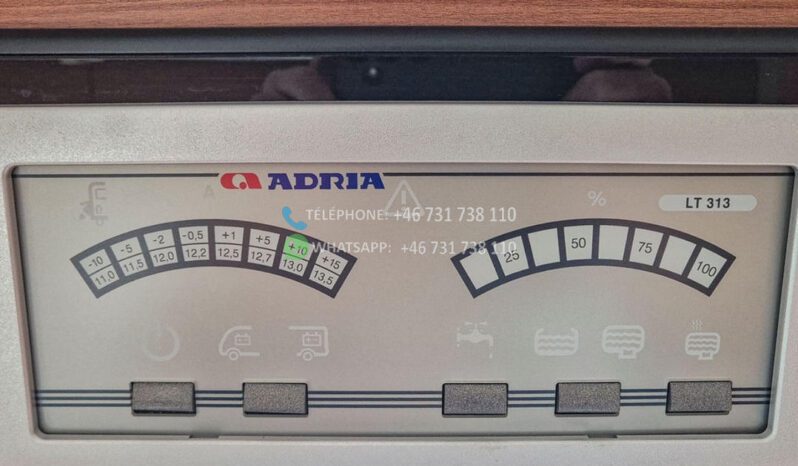 ADRIA
% LT 313
TÉLÉPHONE: +46 731 738 110
WHATSAPP: +46 731 738 110
-10 -5 -2 -0,5 +1 +5 +10 +15
11,0 11,5 12,0 12,2 12,5 12,7 13,0 13,5
25 50 75 100